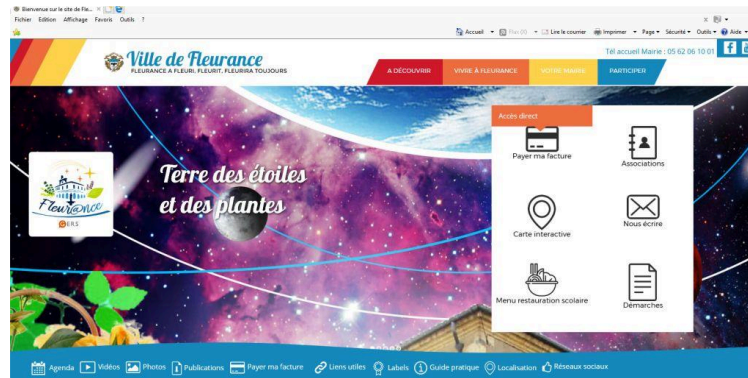 Bienvenue sur le site de Fle...
Fichier Edition Affichage Favoris Outils ?
Accueil Flux (0) Lire le courrier Imprimer Page Sécurité Outils Aide
Tél accueil Mairie : 05 62 06 10 01
Ville de Fleurance
FLEURANCE A FLEURI, FLEURIT, FLEURIRA TOUJOURS
A DÉCOUVRIR VIVRE À FLEURANCE VOTRE MAIRIE PARTICIPER
Accès direct
Payer ma facture
Associations
Terre des étoiles
et des plantes
Fleur@nce
GERS
Carte interactive
Nous écrire
Menu restauration scolaire
Démarches
Agenda Vidéos Photos Publications Payer ma facture Liens utiles Labels Guide pratique Localisation Réseaux sociaux